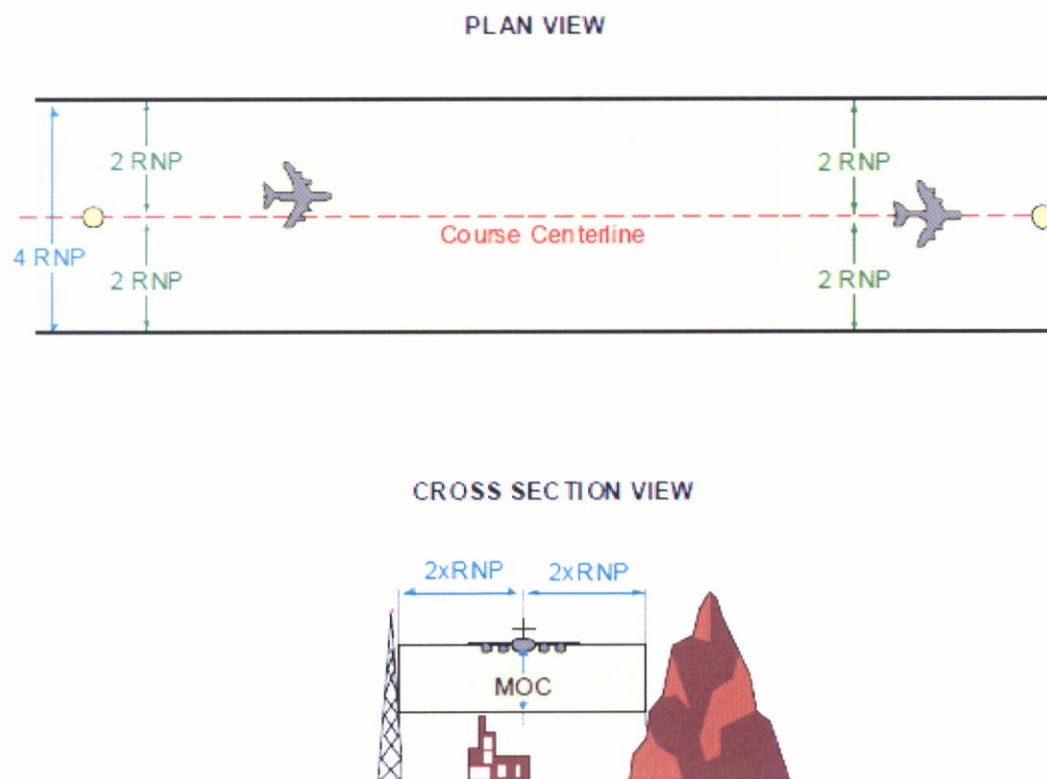 PLAN VIEW
2 RNP
2 RNP
Course Centerline
4 RNP
2 RNP
2 RNP
CROSS SECTION VIEW
2xRNP 2xRNP
MOC